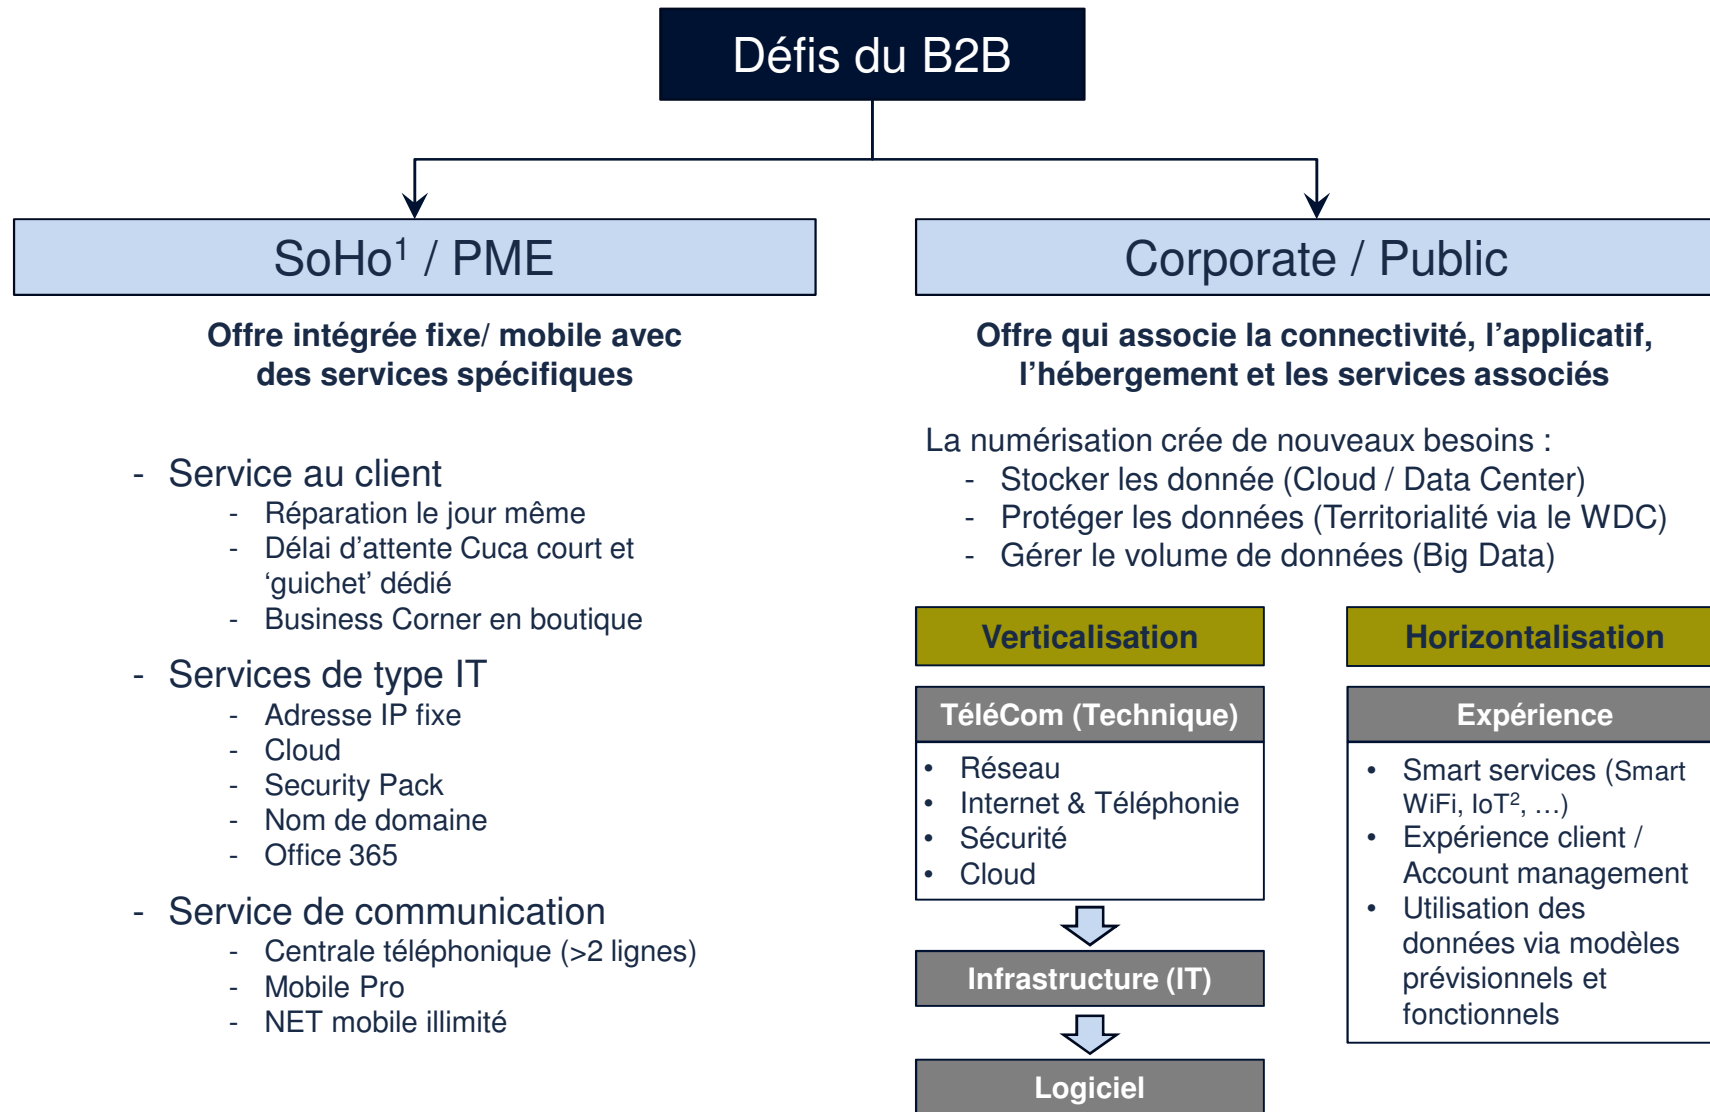 Défis du B2B
SoHo¹ / PME
Offre intégrée fixe/ mobile avec
des services spécifiques
- Service au client
- Réparation le jour même
- Délai d’attente Cuca court et
‘guichet’ dédié
- Business Corner en boutique
- Services de type IT
- Adresse IP fixe
- Cloud
- Security Pack
- Nom de domaine
- Office 365
- Service de communication
- Centrale téléphonique (>2 lignes)
- Mobile Pro
- NET mobile illimité
Corporate / Public
Offre qui associe la connectivité, l’applicatif,
l’hébergement et les services associés
La numérisation crée de nouveaux besoins :
- Stocker les donnée (Cloud / Data Center)
- Protéger les données (Territorialité via le WDC)
- Gérer le volume de données (Big Data)
Verticalisation
TéléCom (Technique)
• Réseau
• Internet & Téléphonie
• Sécurité
• Cloud
Infrastructure (IT)
Logiciel
Horizontalisation
Expérience
• Smart services (Smart
WiFi, IoT², …)
• Expérience client /
Account management
• Utilisation des
données via modèles
prévisionnels et
fonctionnels